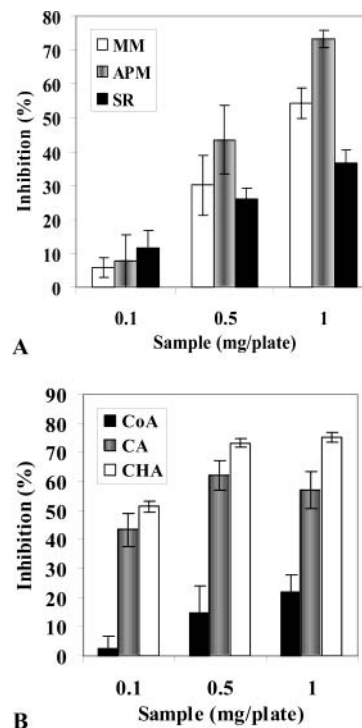 80
70
60
50
40
30
20
10
0
Inhibition (%)
MM
APM
SR
0.1 0.5 1
Sample (mg/plate)
A
90
80
70
60
50
40
30
20
10
0
Inhibition (%)
CoA
CA
CHA
0.1 0.5 1
Sample (mg/plate)
B